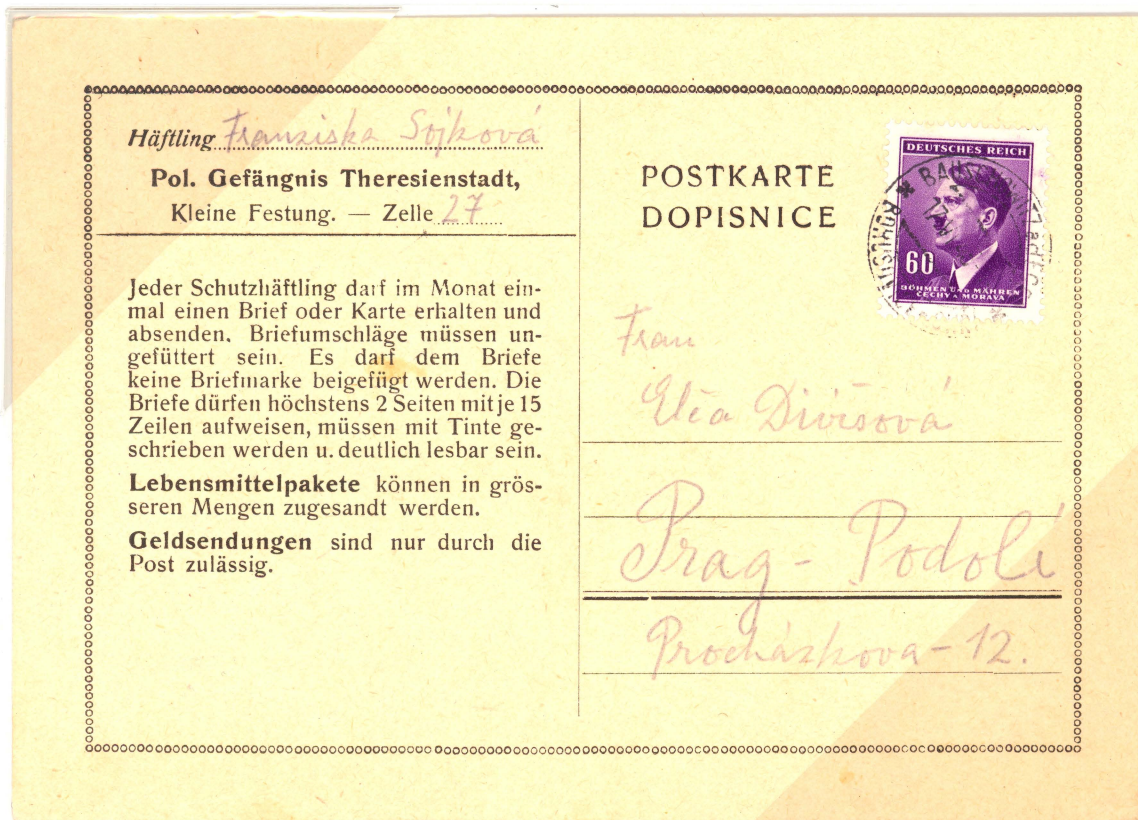 Häftling Franziska Sojková
Pol. Gefängnis Theresienstadt,
Kleine Festung. — Zelle 27
Jeder Schutzhäftling darf im Monat ein-
mal einen Brief oder Karte erhalten und
absenden. Briefumschläge müssen un-
gefüttert sein. Es darf dem Briefe
keine Briefmarke beigefügt werden. Die
Briefe dürfen höchstens 2 Seiten mit je 15
Zeilen aufweisen, müssen mit Tinte ge-
schrieben werden u. deutlich lesbar sein.
Lebensmittelpakete können in grös-
seren Mengen zugesandt werden.
Geldsendungen sind nur durch die
Post zulässig.
POSTKARTE
DOPISNICE
DEUTSCHES REICH
60
BÖHMEN UND MÄHREN
ČECHY A MORAVA
Frau
Divišová
Prag - Podolí
Procházkova - 12.